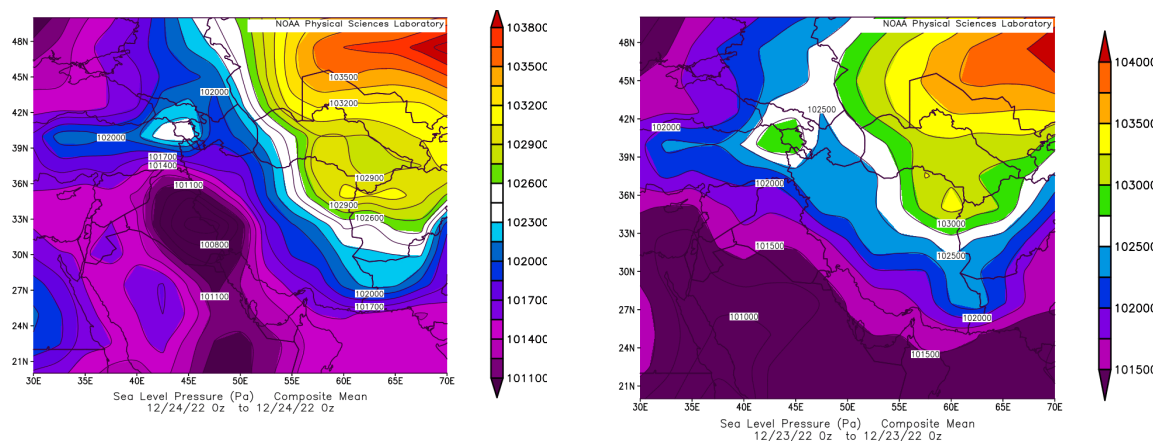 NOAA Physical Sciences Laboratory
48N
45N
42N
39N
36N
33N
30N
27N
24N
21N
30E 35E 40E 45E 50E 55E 60E 65E 70E
103500
103200
102000
102000
101700
101400
101100
102900
102900
102600
100800
101100
102000
101700
103800
103500
103200
102900
102600
102300
102000
101700
101400
101100
Sea Level Pressure (Pa) Composite Mean
12/24/22 0z to 12/24/22 0z
NOAA Physical Sciences Laboratory
48N
45N
42N
39N
36N
33N
30N
27N
24N
21N
30E 35E 40E 45E 50E 55E 60E 65E 70E
102500
102000
102000
103000
101500
102500
101000
102000
101500
104000
103500
103000
102500
102000
101500
Sea Level Pressure (Pa) Composite Mean
12/23/22 0z to 12/23/22 0z